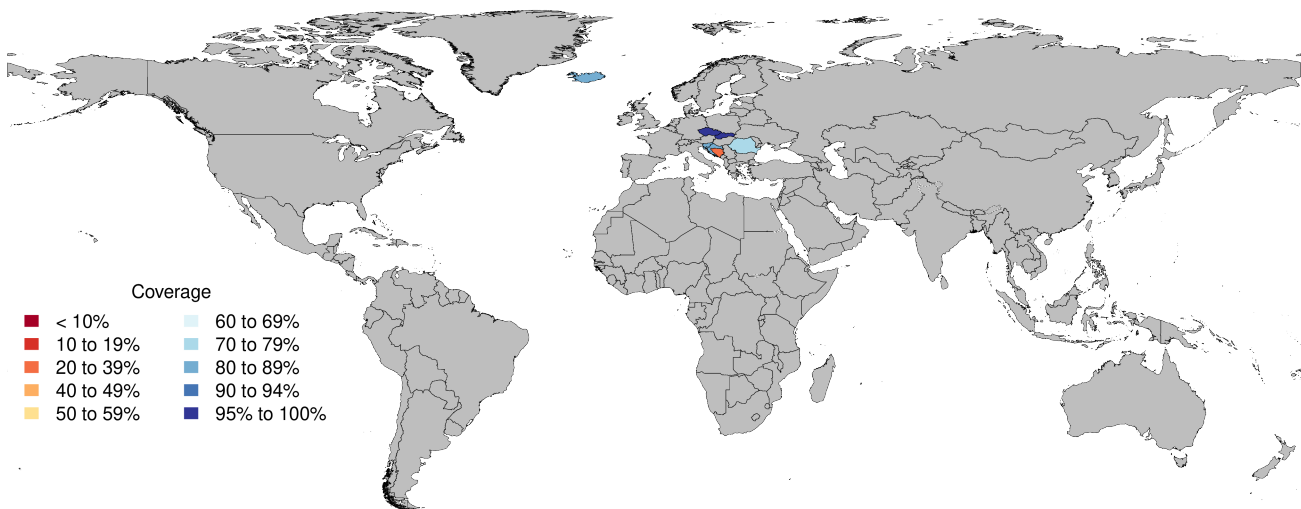 Coverage
< 10%
10 to 19%
20 to 39%
40 to 49%
50 to 59%
60 to 69%
70 to 79%
80 to 89%
90 to 94%
95% to 100%